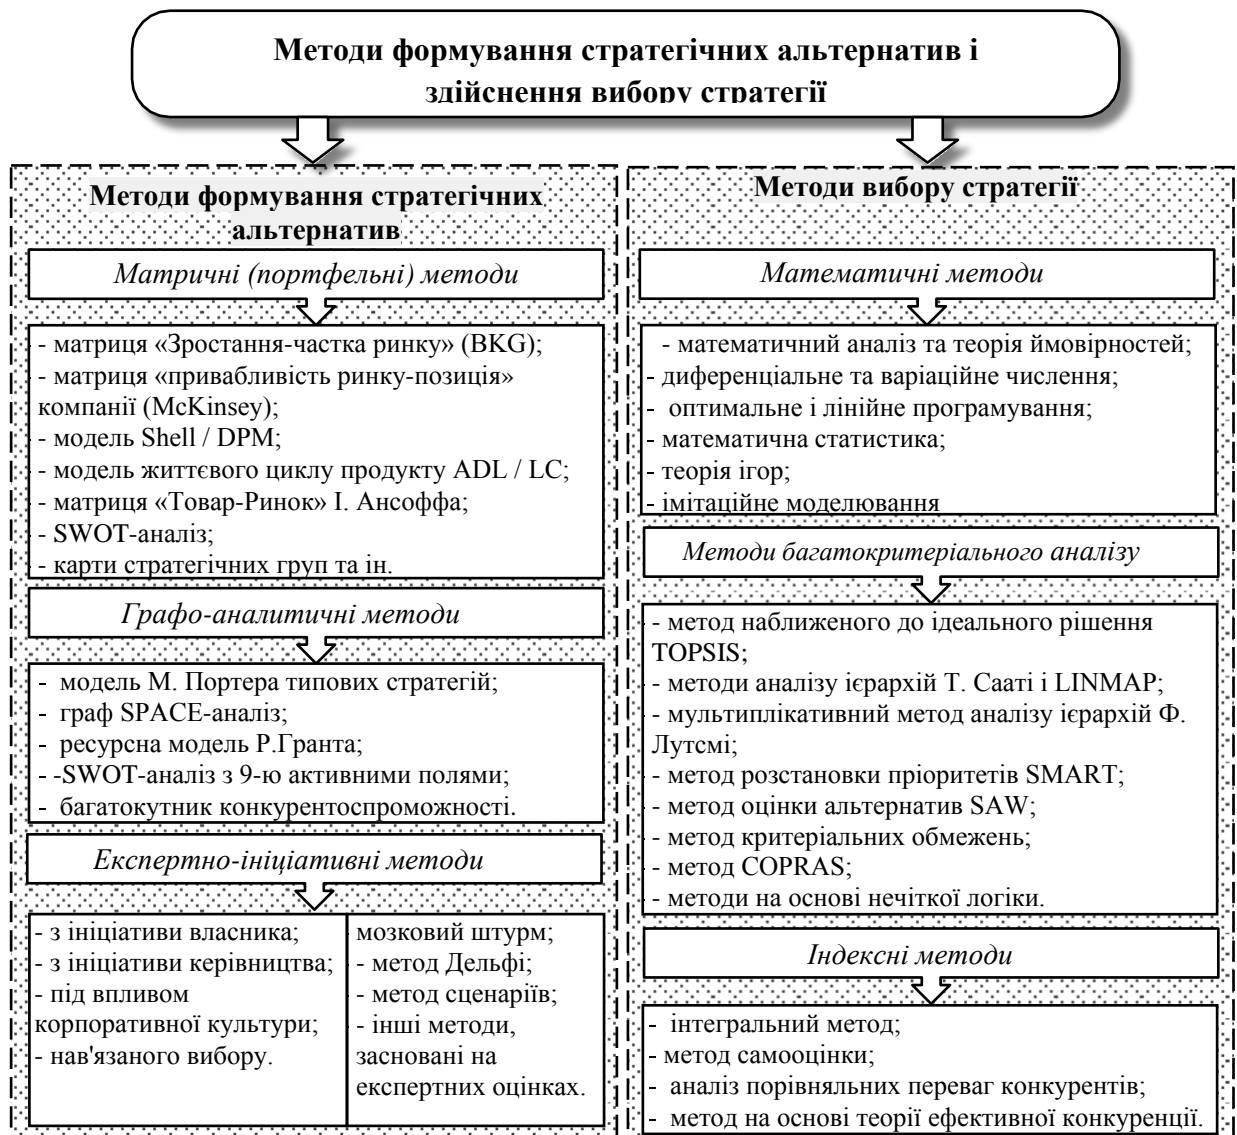 Методи формування стратегічних альтернатив і
здійснення вибору стратегії
Методи формування стратегічних
альтернатив
Матричні (портфельні) методи
- матриця «Зростання-частка ринку» (BKG);
- матриця «привабливість ринку-позиція»
компанії (McKinsey);
- модель Shell / DPM;
- модель життєвого циклу продукту ADL / LC;
- матриця «Товар-Ринок» І. Ансоффа;
- SWOT-аналіз;
- карти стратегічних груп та ін.
Графо-аналитичні методи
- модель М. Портера типових стратегій;
- граф SPACE-аналіз;
- ресурсна модель Р.Гранта;
- -SWOT-аналіз з 9-ю активними полями;
- багатокутник конкурентоспроможності.
Експертно-ініціативні методи
- з ініціативи власника;
- з ініціативи керівництва;
- під впливом
корпоративної культури;
- нав'язаного вибору.
мозковий штурм;
- метод Дельфі;
- метод сценаріїв;
- інші методи,
засновані на
експертних оцінках.
Методи вибору стратегії
Математичні методи
- математичний аналіз та теорія ймовірностей;
- диференціальне та варіаційне числення;
- оптимальне і лінійне програмування;
- математична статистика;
- теорія ігор;
- імітаційне моделювання
Методи багатокритеріального аналізу
- метод наближеного до ідеального рішення
TOPSIS;
- методи аналізу ієрархій Т. Сааті і LINMAP;
- мультиплікативний метод аналізу ієрархій Ф.
Лутсмі;
- метод розстановки пріоритетів SMART;
- метод оцінки альтернатив SAW;
- метод критеріальних обмежень;
- метод COPRAS;
- методи на основі нечіткої логіки.
Індексні методи
- інтегральний метод;
- метод самооцінки;
- аналіз порівняльних переваг конкурентів;
- метод на основі теорії ефективної конкуренції.